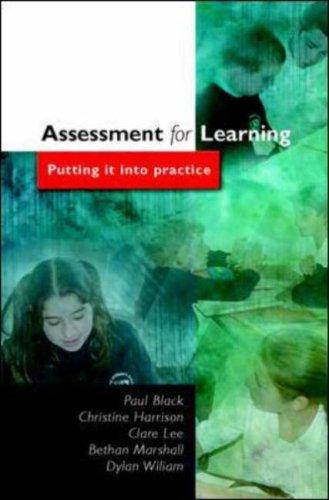 Assessment for Learning
Putting it into practice
Paul Black
Christine Harrison
Clare Lee
Bethan Marshall
Dylan Wiliam